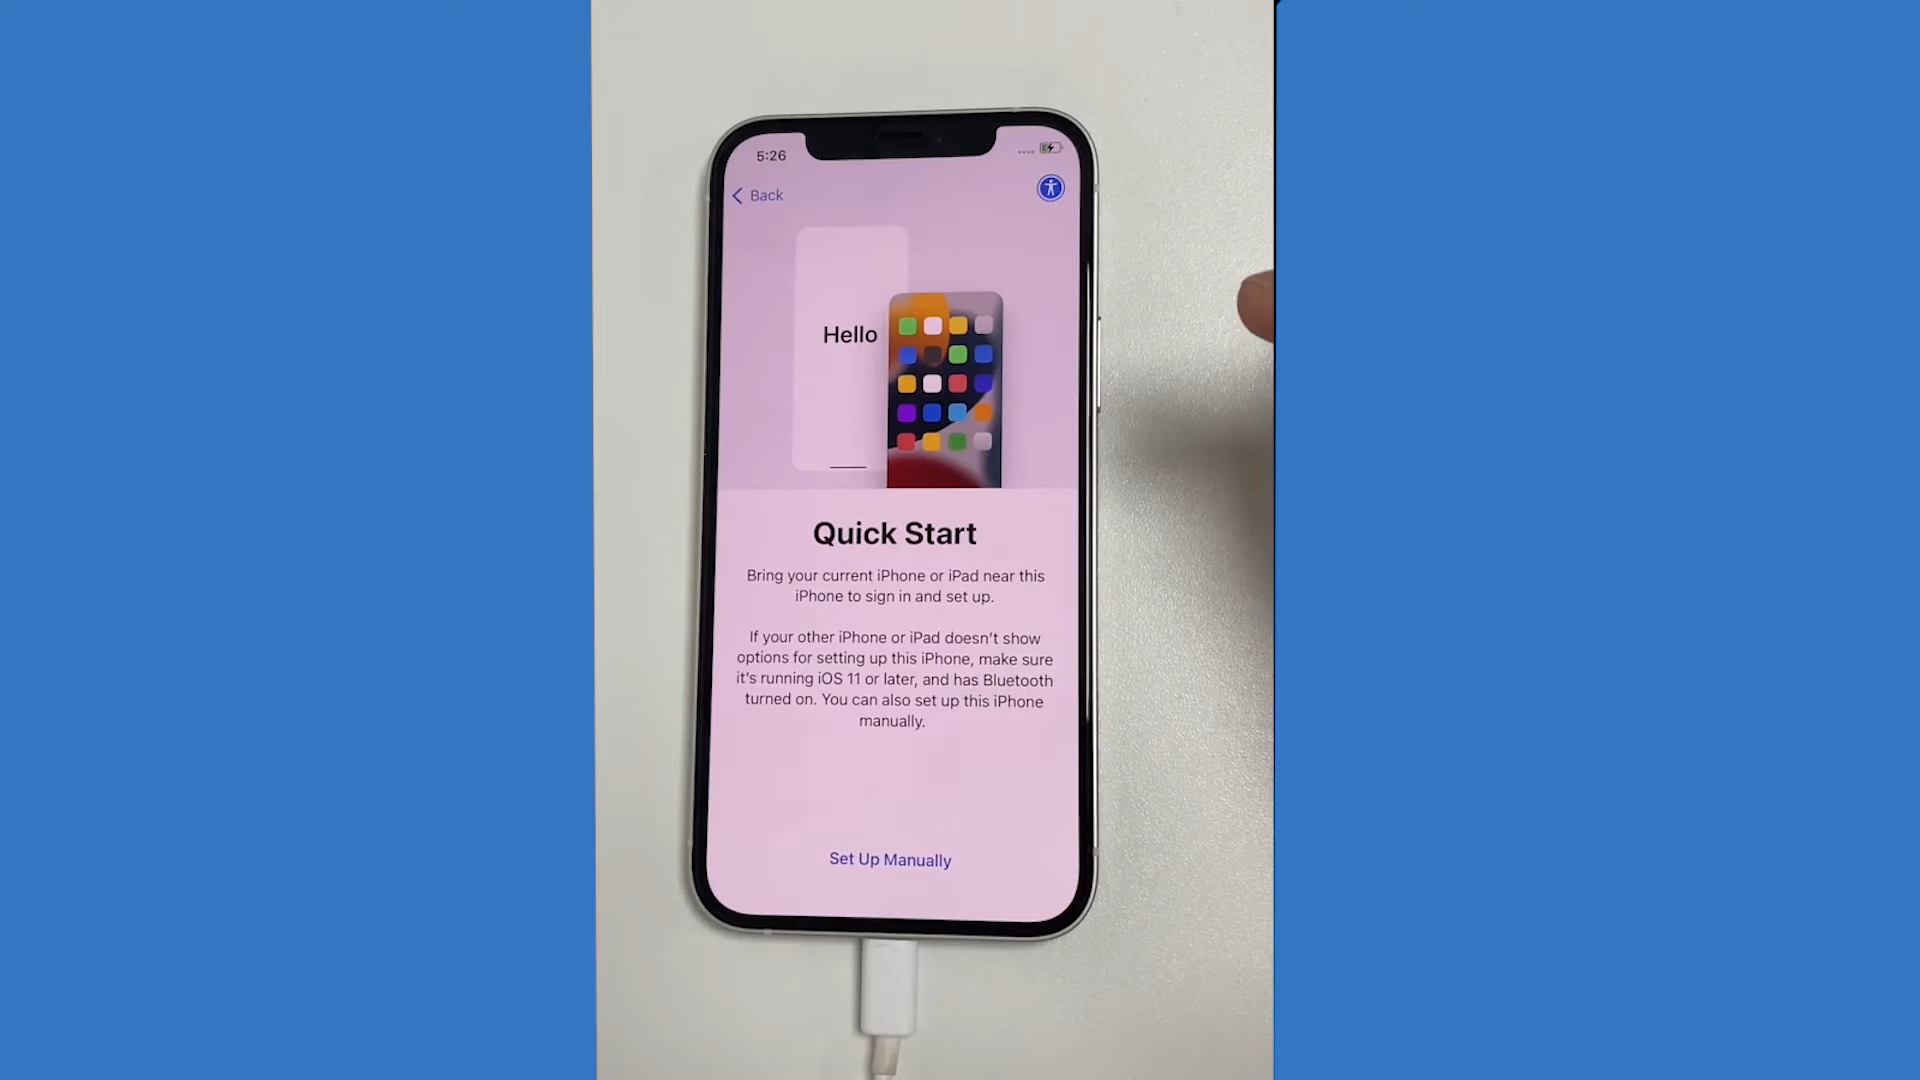 5:26
Back
Hello
Quick Start
Bring your current iPhone or iPad near this
iPhone to sign in and set up.
If your other iPhone or iPad doesn't show
options for setting up this iPhone, make sure
it's running iOS 11 or later, and has Bluetooth
turned on. You can also set up this iPhone
manually.
Set Up Manually